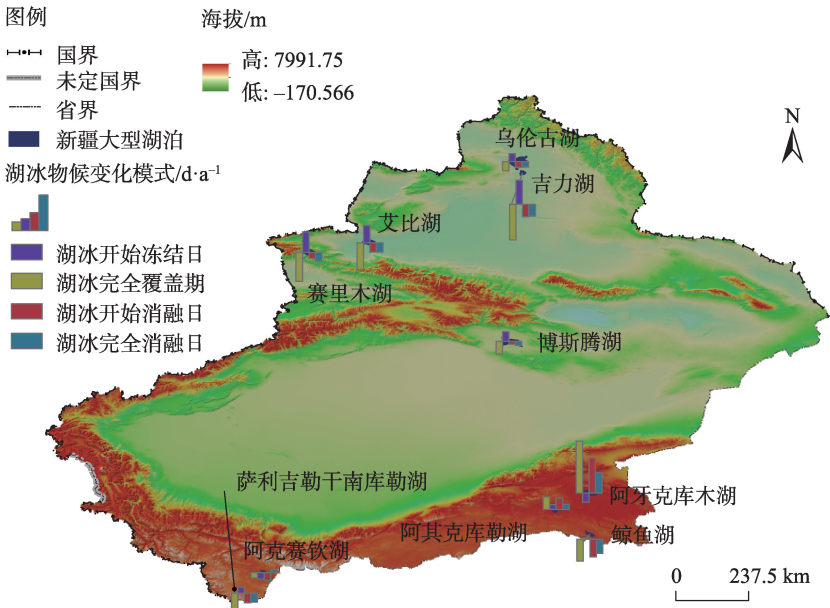 图例
国界
未定国界
省界
新疆大型湖泊
湖冰物候变化模式/d·a⁻¹
湖冰开始冻结日
湖冰完全覆盖期
湖冰开始消融日
湖冰完全消融日
海拔/m
高: 7991.75
低: –170.566
N
乌伦古湖
吉力湖
艾比湖
赛里木湖
博斯腾湖
萨利吉勒干南库勒湖
阿牙克库木湖
阿其克库勒湖
鲸鱼湖
阿克赛钦湖
0 237.5 km